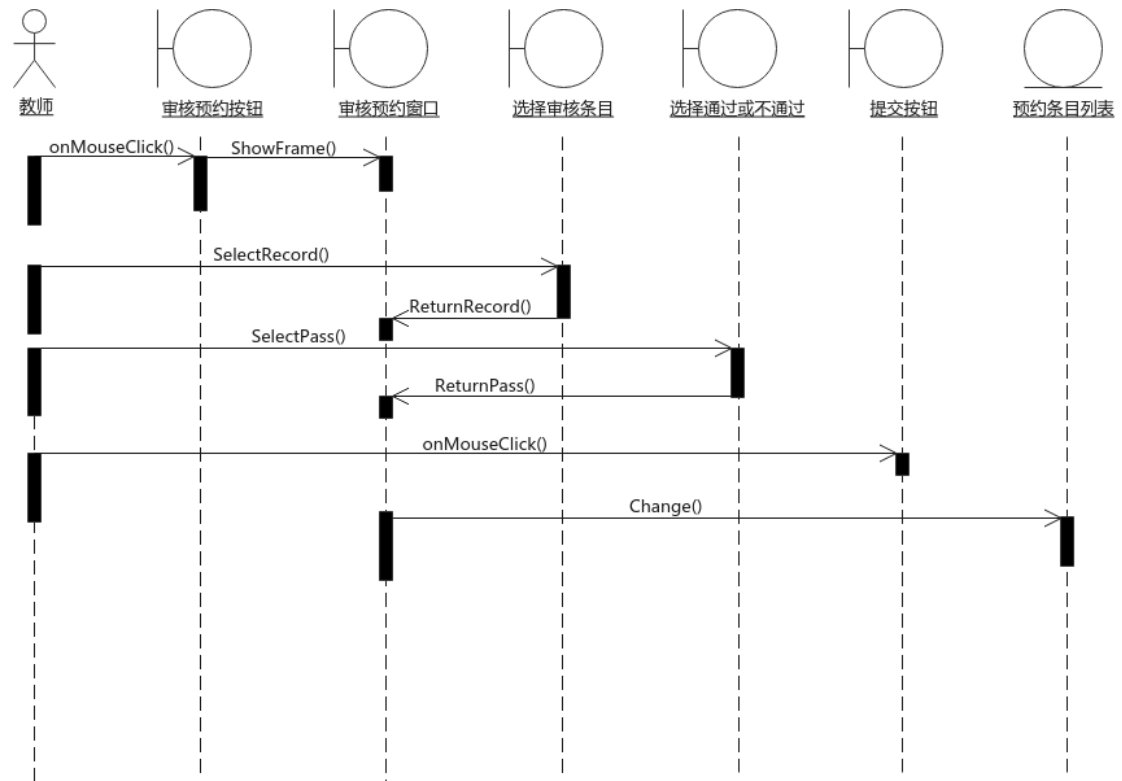 教师
审核预约按钮
审核预约窗口
选择审核条目
选择通过或不通过
提交按钮
预约条目列表
onMouseClick()
ShowFrame()
SelectRecord()
ReturnRecord()
SelectPass()
ReturnPass()
onMouseClick()
Change()